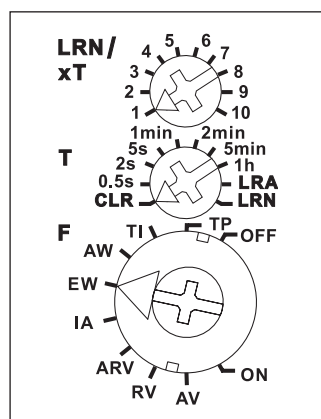 LRN/
xT
1
2
3
4
5
6
7
8
9
10
T
CLR
0.5s
2s
5s
1min
2min
5min
1h
LRA
LRN
F
TP
OFF
TI
AW
EW
IA
ARV
RV
AV
ON